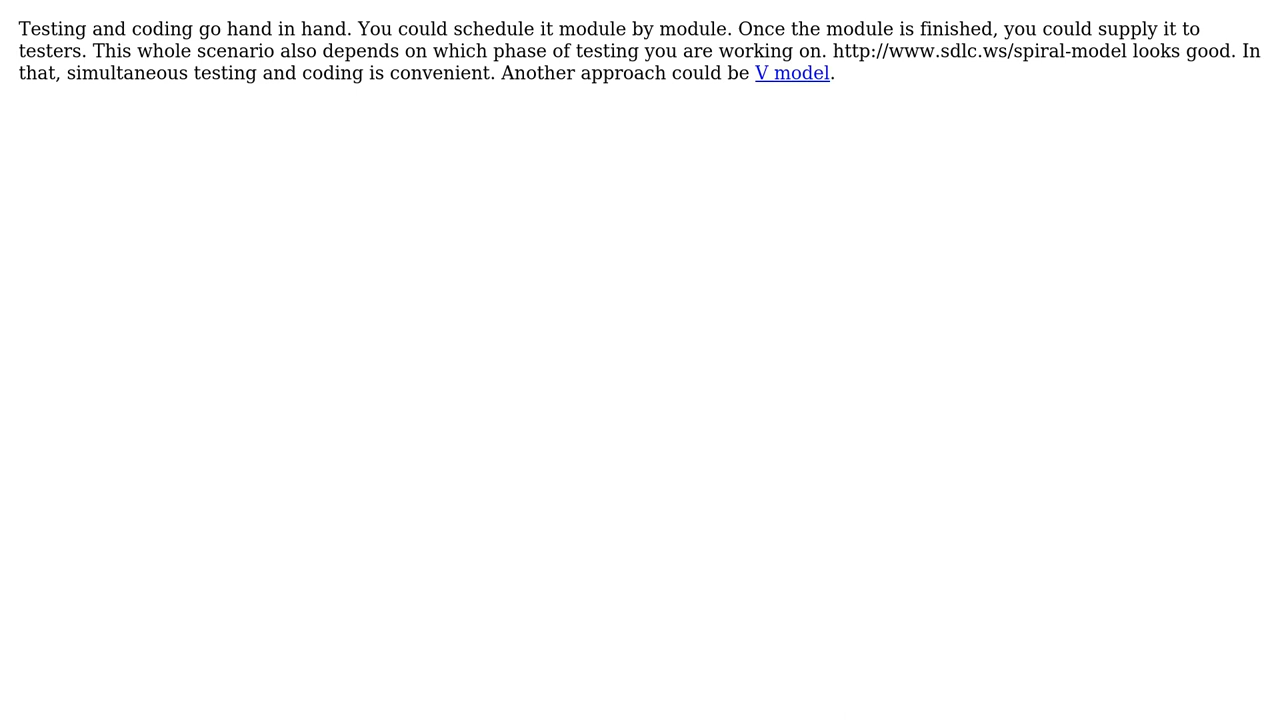 Testing and coding go hand in hand. You could schedule it module by module. Once the module is finished, you could supply it to
testers. This whole scenario also depends on which phase of testing you are working on. http://www.sdlc.ws/spiral-model looks good. In
that, simultaneous testing and coding is convenient. Another approach could be V model.